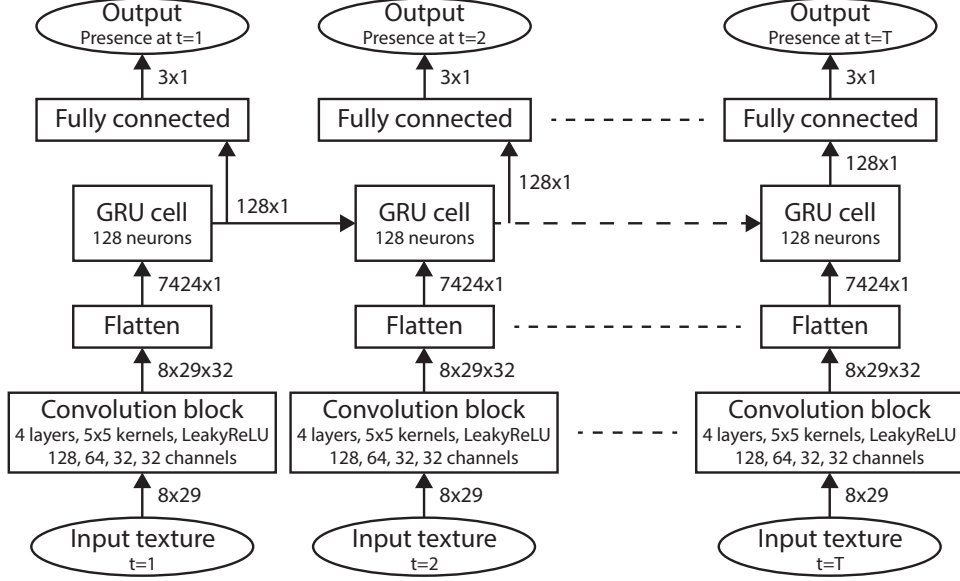 Output
Presence at t=1
Output
Presence at t=2
Output
Presence at t=T
3x1
3x1
3x1
Fully connected
Fully connected
Fully connected
128x1
128x1
128x1
GRU cell
128 neurons
GRU cell
128 neurons
GRU cell
128 neurons
7424x1
7424x1
7424x1
Flatten
Flatten
Flatten
8x29x32
8x29x32
8x29x32
Convolution block
4 layers, 5x5 kernels, LeakyReLU
128, 64, 32, 32 channels
Convolution block
4 layers, 5x5 kernels, LeakyReLU
128, 64, 32, 32 channels
Convolution block
4 layers, 5x5 kernels, LeakyReLU
128, 64, 32, 32 channels
8x29
8x29
8x29
Input texture
t=1
Input texture
t=2
Input texture
t=T